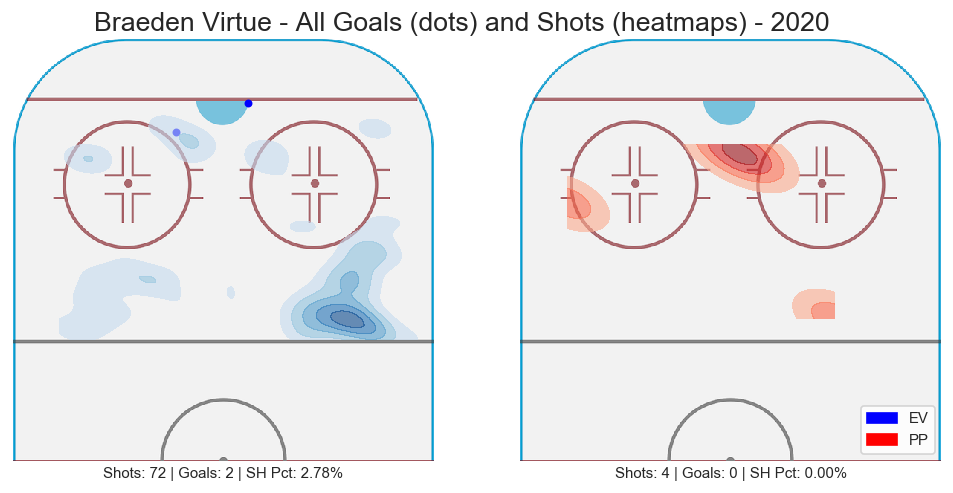 Braeden Virtue - All Goals (dots) and Shots (heatmaps) - 2020
EV
PP
Shots: 72 | Goals: 2 | SH Pct: 2.78%
Shots: 4 | Goals: 0 | SH Pct: 0.00%